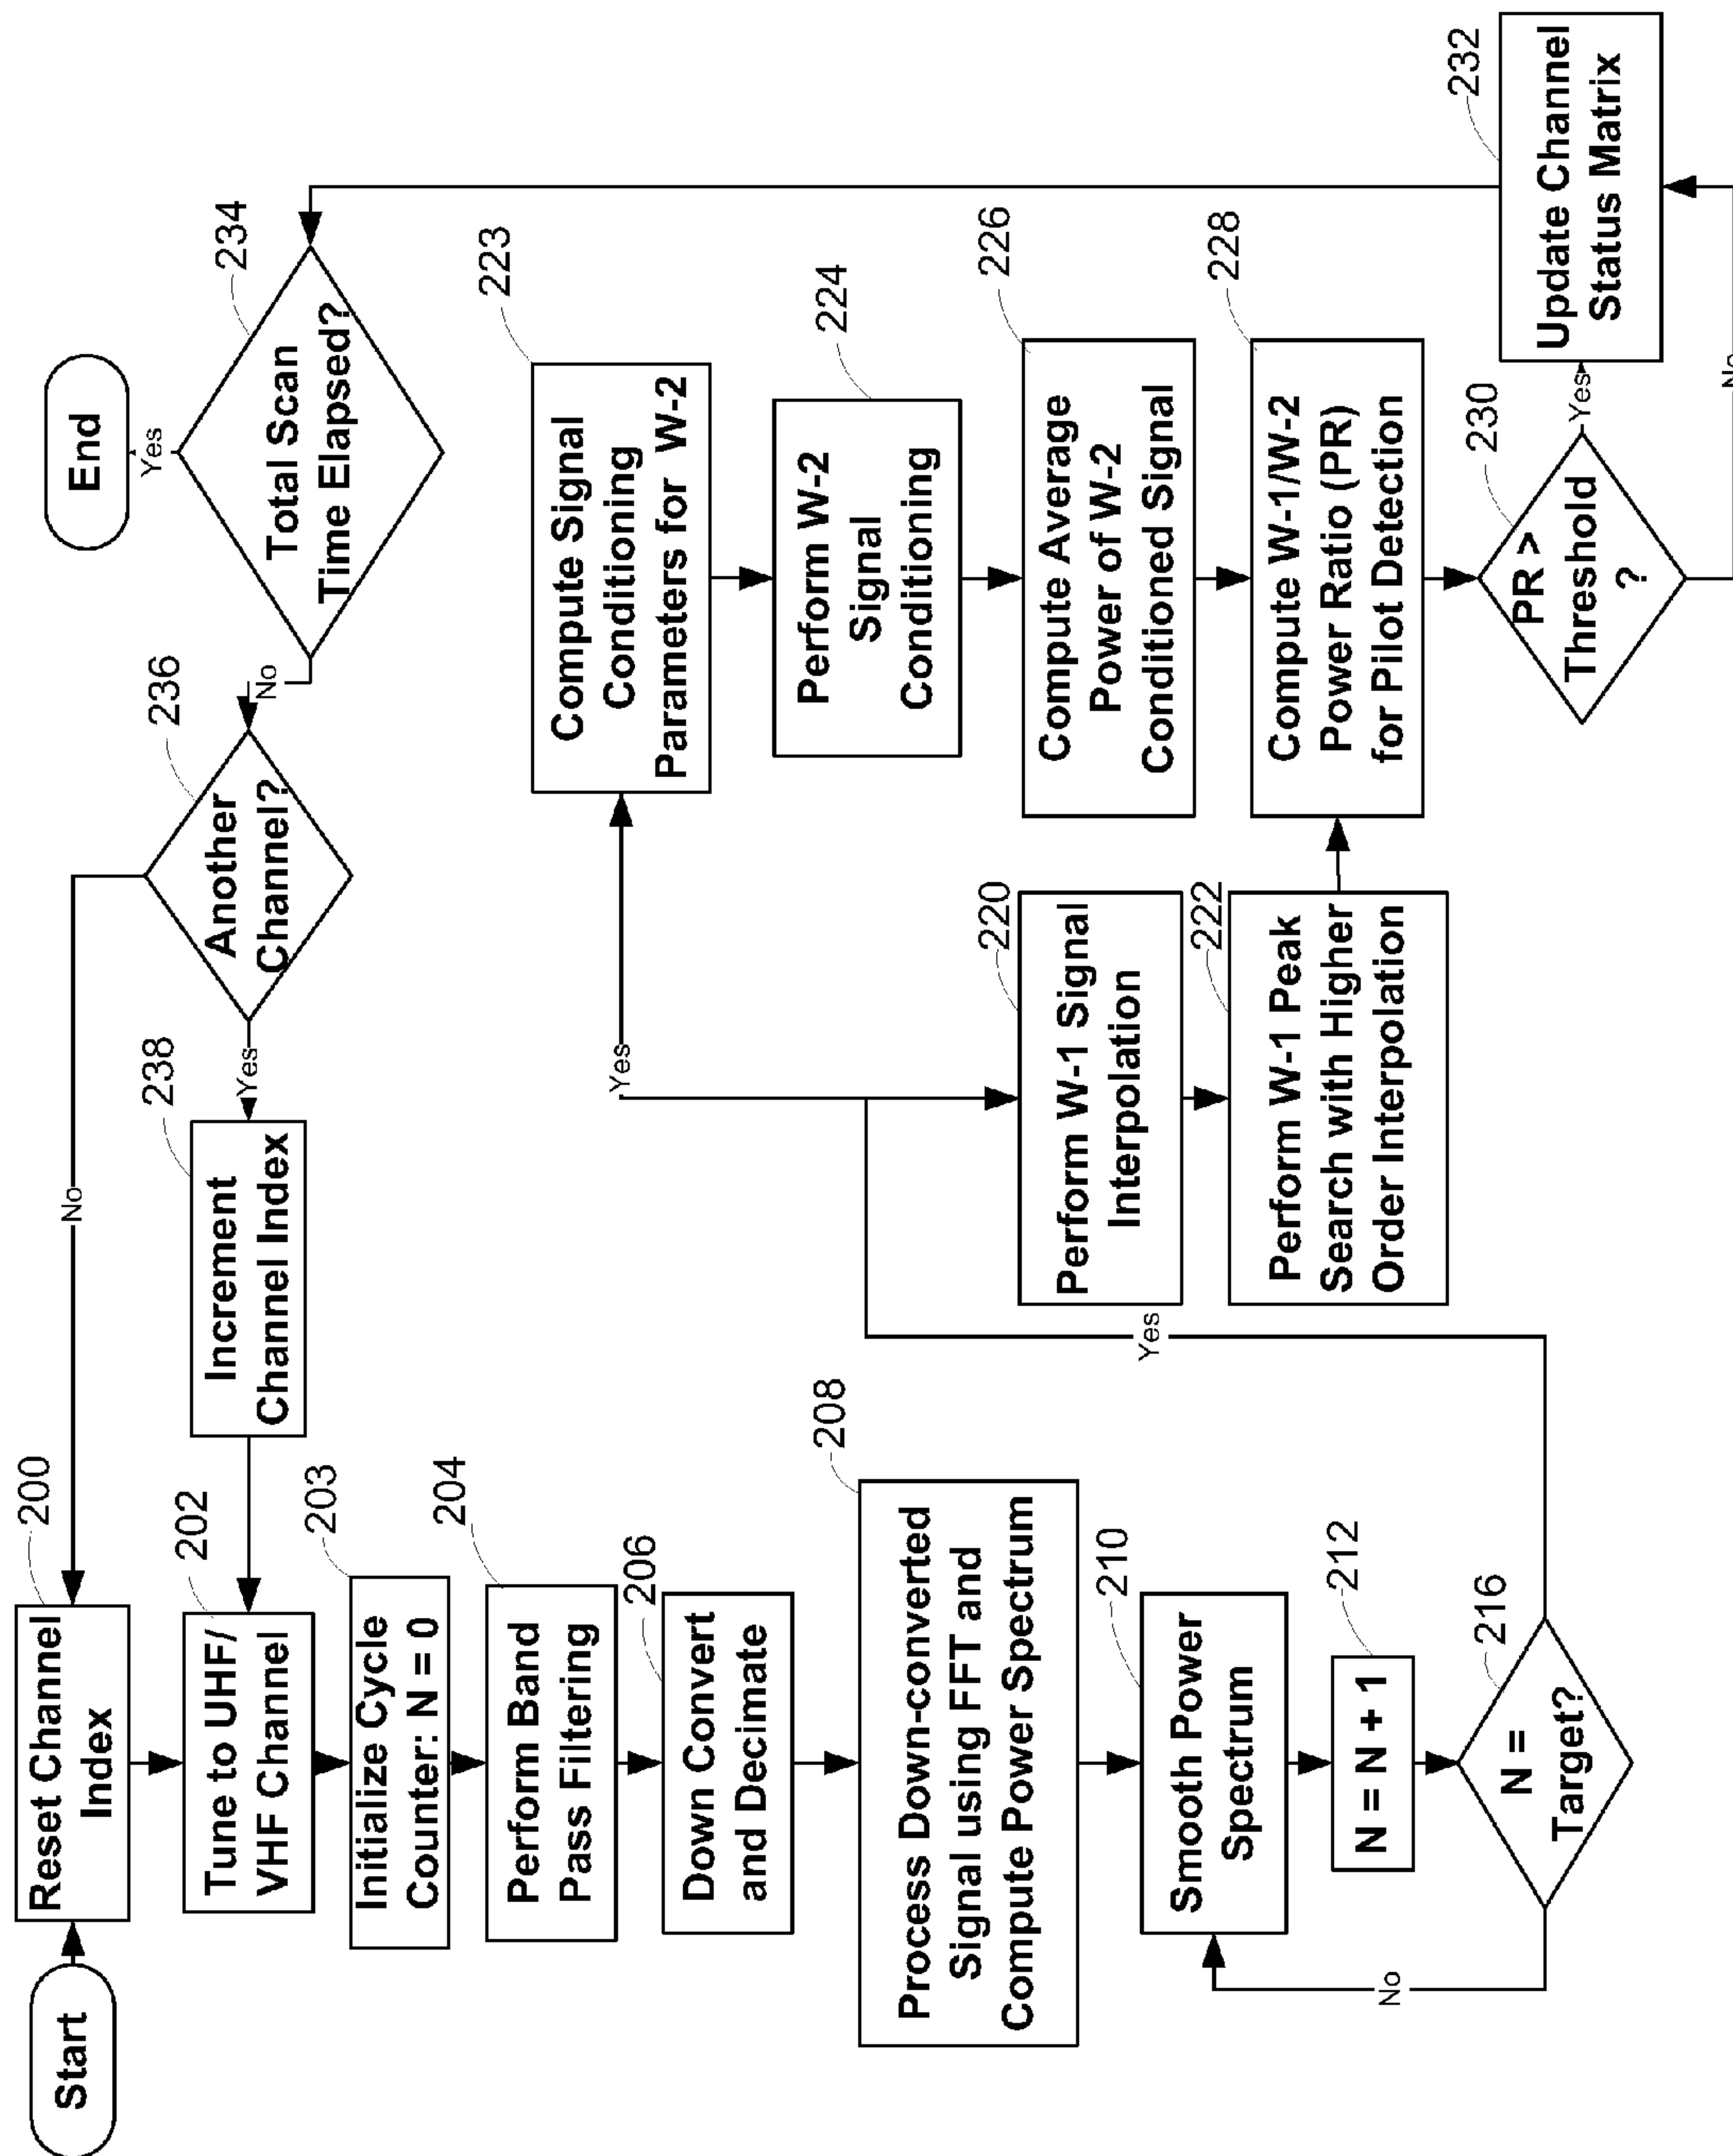 Start
Reset Channel
Index
200
Tune to UHF/
VHF Channel
202
Initialize Cycle
Counter: N = 0
203
Perform Band
Pass Filtering
204
Down Convert
and Decimate
206
Process Down-converted
Signal using FFT and
Compute Power Spectrum
208
Smooth Power
Spectrum
210
N = N + 1
212
N =
Target?
216
No
Yes
Yes
Perform W-1 Signal
Interpolation
220
Perform W-1 Peak
Search with Higher
Order Interpolation
222
Compute Signal
Conditioning
Parameters for W-2
223
Perform W-2
Signal
Conditioning
224
Compute Average
Power of W-2
Conditioned Signal
226
Compute W-1/W-2
Power Ratio (PR)
for Pilot Detection
228
PR >
Threshold
?
230
Yes
No
Update Channel
Status Matrix
232
Total Scan
Time Elapsed?
234
Yes
End
No
Another
Channel?
236
No
Yes
Increment
Channel Index
238